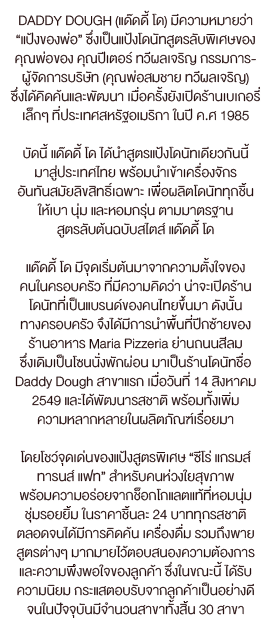 DADDY DOUGH (แด๊ดดี้ โด) มีความหมายว่า
“แป้งของพ่อ” ซึ่งเป็นแป้งโดนัทสูตรลับพิเศษของ
คุณพ่อของ คุณปีเตอร์ ทวีผลเจริญ กรรมการ-
ผู้จัดการบริษัท (คุณพ่อสมชาย ทวีผลเจริญ)
ซึ่งได้คิดค้นและพัฒนา เมื่อครั้งยังเปิดร้านเบเกอรี่
เล็กๆ ที่ประเทศสหรัฐอเมริกา ในปี ค.ศ 1985
บัดนี้ แด๊ดดี้ โด ได้นำสูตรแป้งโดนัทเดียวกันนี้
มาสู่ประเทศไทย พร้อมนำเข้าเครื่องจักร
อันทันสมัยลิขสิทธิ์เฉพาะ เพื่อผลิตโดนัททุกชิ้น
ให้เบา นุ่ม และหอมกรุ่น ตามมาตรฐาน
สูตรลับต้นฉบับสไตส์ แด๊ดดี้ โด
แด๊ดดี้ โด มีจุดเริ่มต้นมาจากความตั้งใจของ
คนในครอบครัว ที่มีความคิดว่า น่าจะเปิดร้าน
โดนัทที่เป็นแบรนด์ของคนไทยขึ้นมา ดังนั้น
ทางครอบครัว จึงได้มีการนำพื้นที่ปีกซ้ายของ
ร้านอาหาร Maria Pizzeria ย่านถนนสีลม
ซึ่งเดิมเป็นโซนนั่งพักผ่อน มาเป็นร้านโดนัทชื่อ
Daddy Dough สาขาแรก เมื่อวันที่ 14 สิงหาคม
2549 และได้พัฒนารสชาติ พร้อมทั้งเพิ่ม
ความหลากหลายในผลิตภัณฑ์เรื่อยมา
โดยโชว์จุดเด่นของแป้งสูตรพิเศษ “ซีโร่ แกรมส์
ทารนส์ แฟท” สำหรับคนห่วงใยสุขภาพ
พร้อมความอร่อยจากช็อกโกแลตแท้ที่หอมนุ่ม
ชุ่มรอยยิ้ม ในราคาชิ้นละ 24 บาททุกรสชาติ
ตลอดจนได้มีการคิดค้น เครื่องดื่ม รวมถึงพาย
สูตรต่างๆ มากมายไว้ตอบสนองความต้องการ
และความพึงพอใจของลูกค้า ซึ่งในขณะนี้ ได้รับ
ความนิยม กระแสตอบรับจากลูกค้าเป็นอย่างดี
จนในปัจจุบันมีจำนวนสาขาทั้งสิ้น 30 สาขา